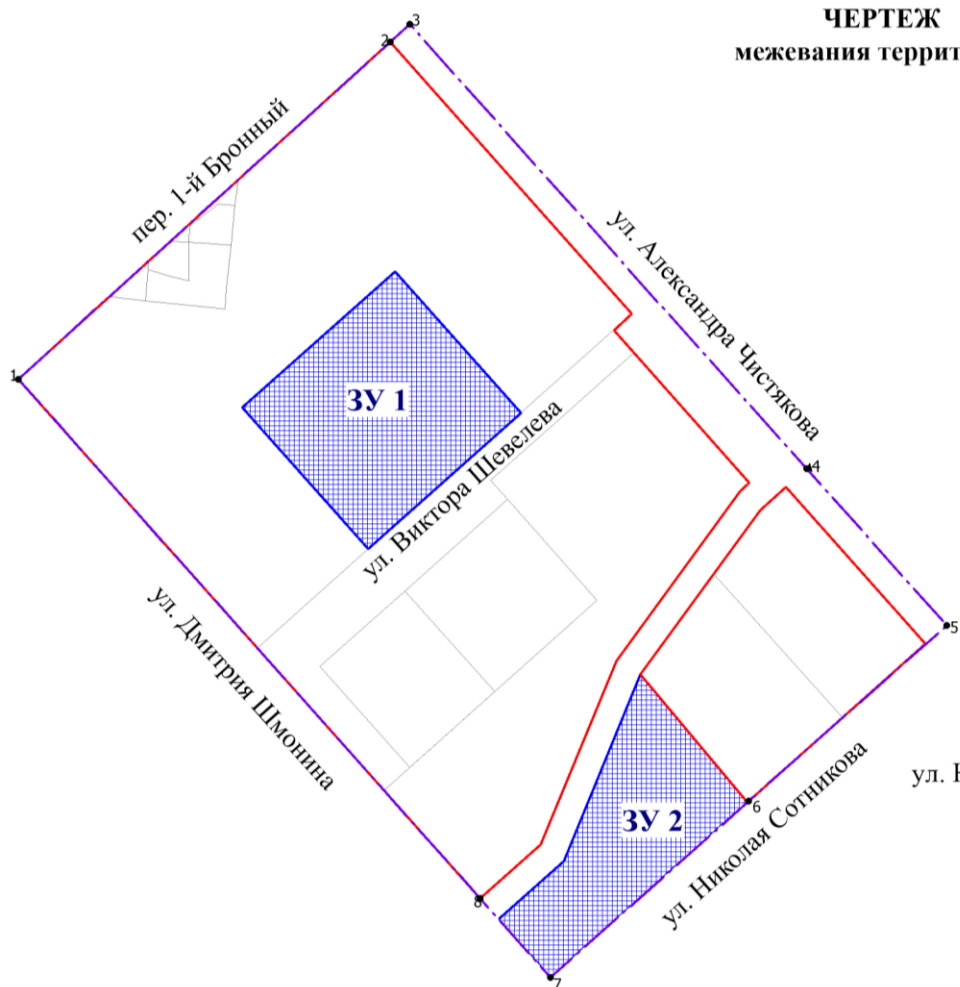 ЧЕРТЕЖ
межевания террит
3
2
пер. 1-й Бронный
ул. Александра Чистякова
1
ЗУ 1
ул. Виктора Шевелева
4
ул. Дмитрия Шмонина
5
ул. Н
6
ЗУ 2
ул. Николая Сотникова
8
7